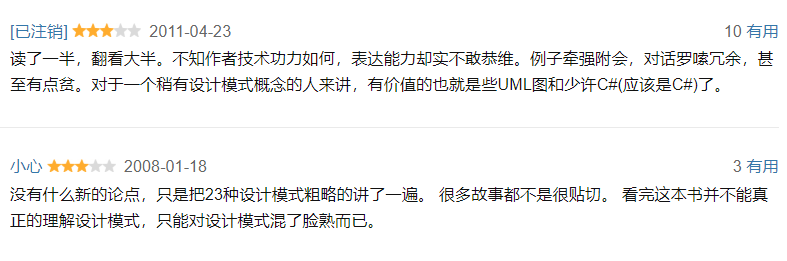 [已注销] 2011-04-23 10 有用
读了一半，翻看大半。不知作者技术功力如何，表达能力却实不敢恭维。例子牵强附会，对话罗嗦冗余，甚
至有点贫。对于一个稍有设计模式概念的人来讲，有价值的也就是些UML图和少许C#(应该是C#)了。
小心 2008-01-18 3 有用
没有什么新的论点，只是把23种设计模式粗略的讲了一遍。 很多故事都不是很贴切。 看完这本书并不能真
正的理解设计模式，只能对设计模式混了脸熟而已。